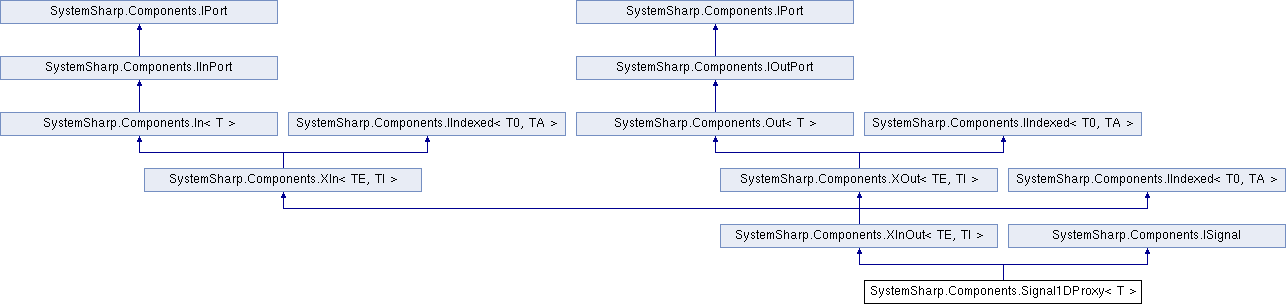 SystemSharp.Components.IPort
SystemSharp.Components.IPort
SystemSharp.Components.IInPort
SystemSharp.Components.IOutPort
SystemSharp.Components.In< T >
SystemSharp.Components.IIndexed< T0, TA >
SystemSharp.Components.Out< T >
SystemSharp.Components.IIndexed< T0, TA >
SystemSharp.Components.XIn< TE, TI >
SystemSharp.Components.XOut< TE, TI >
SystemSharp.Components.IIndexed< T0, TA >
SystemSharp.Components.XInOut< TE, TI >
SystemSharp.Components.ISignal
SystemSharp.Components.Signal1DProxy< T >